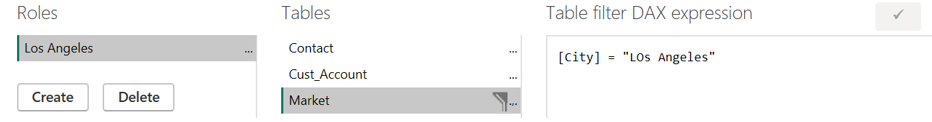 Roles
Los Angeles ...
Create Delete
Tables
Contact ...
Cust_Account ...
Market ...
Table filter DAX expression
[City] = "LOs Angeles"